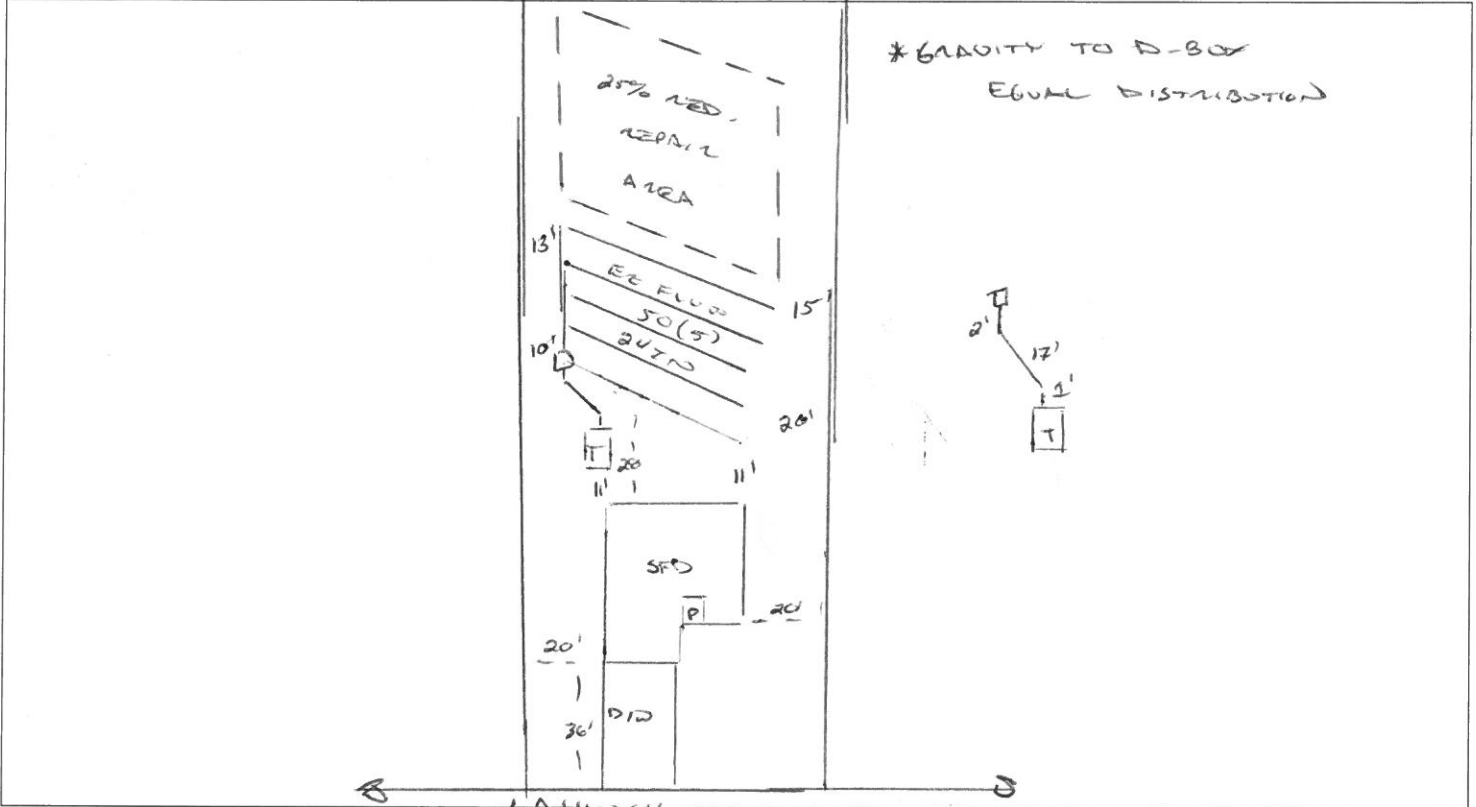 * GRAVITY TO D-BOX
EQUAL DISTRIBUTION
25% RED.
REPAIR
AREA
13'
EZ FLOW
50(5)
15'
10'
20'
T
20
11'
11'
SFD
P
20'
20'
D/W
36'
T
2'
17'
1'
T